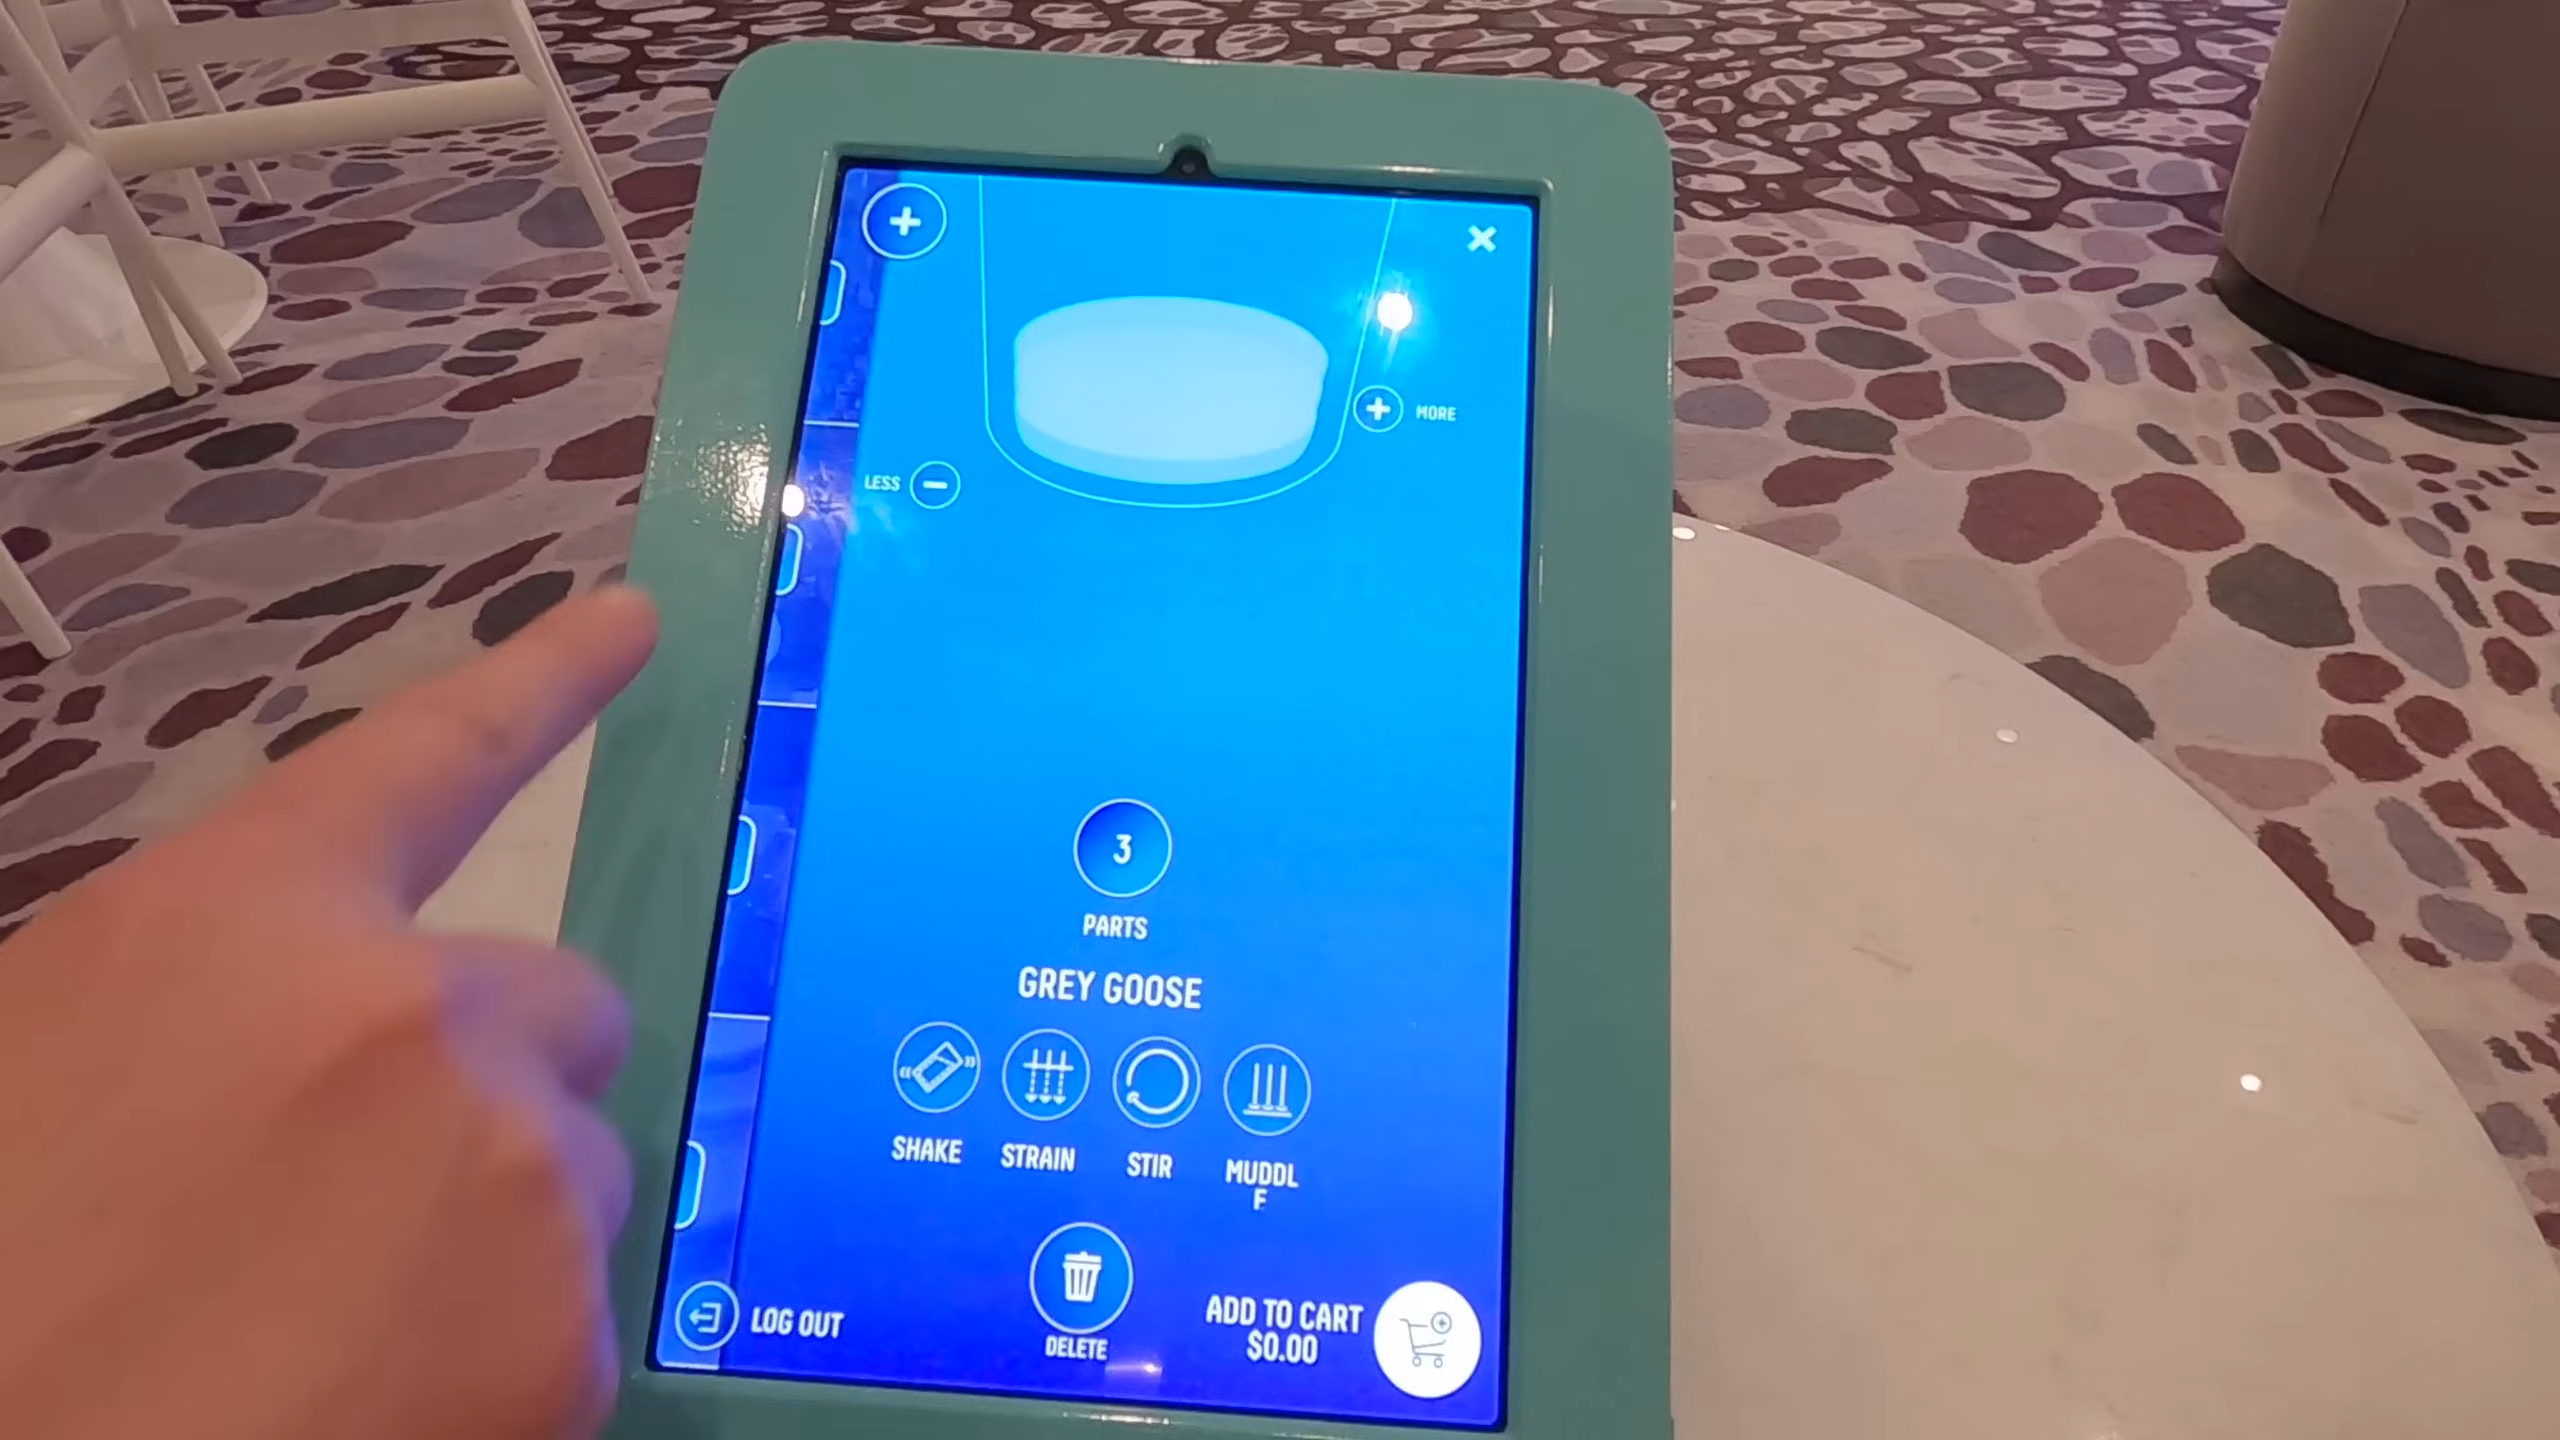 MORE
LESS
3
PARTS
GREY GOOSE
SHAKE
STRAIN
STIR
MUDDL
E
LOG OUT
DELETE
ADD TO CART
$0.00